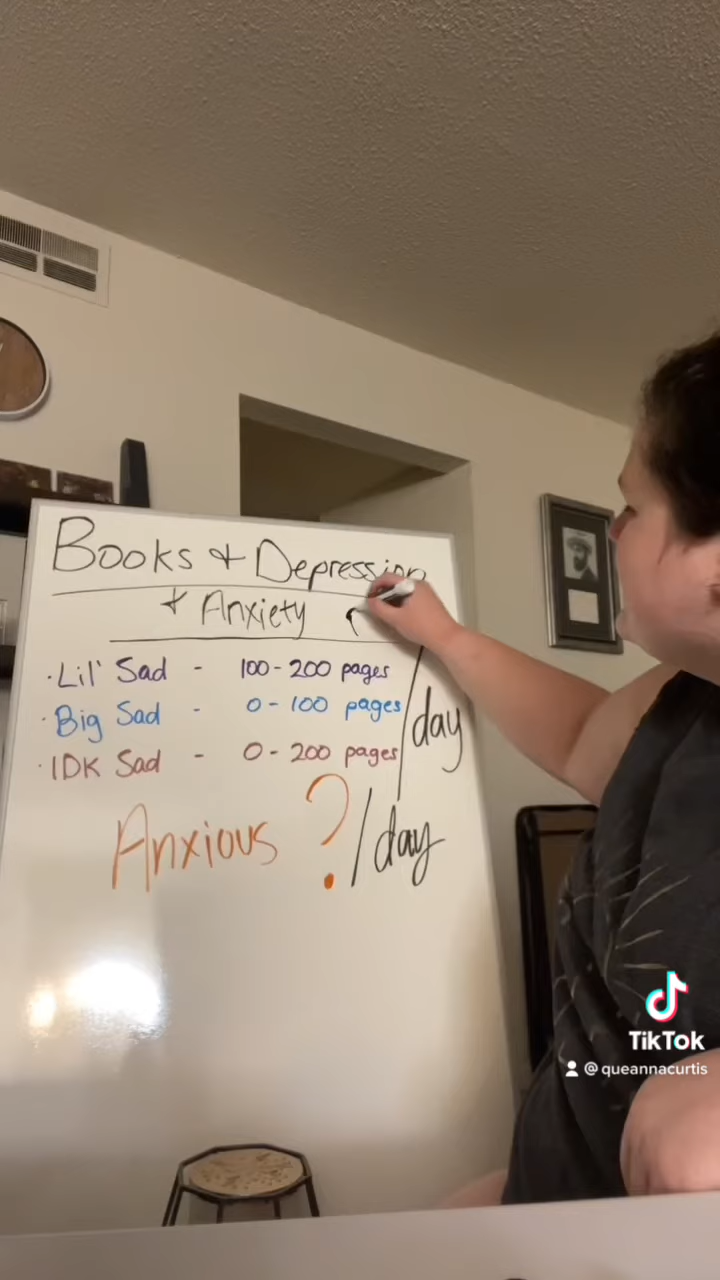 Books & Depression
& Anxiety (
· Lil' Sad - 100-200 pages
· Big Sad - 0-100 pages
· IDK Sad - 0-200 pages
/day
Anxious ?/day
TikTok
@queannacurtis